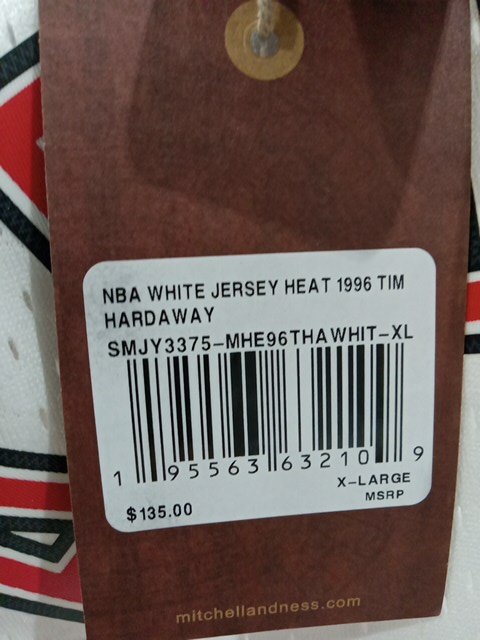 NBA WHITE JERSEY HEAT 1996 TIM
HARDAWAY
SMJY3375-MHE96THAWHIT-XL
1 95563 63210 9
X-LARGE
MSRP
$135.00
mitchellandness.com